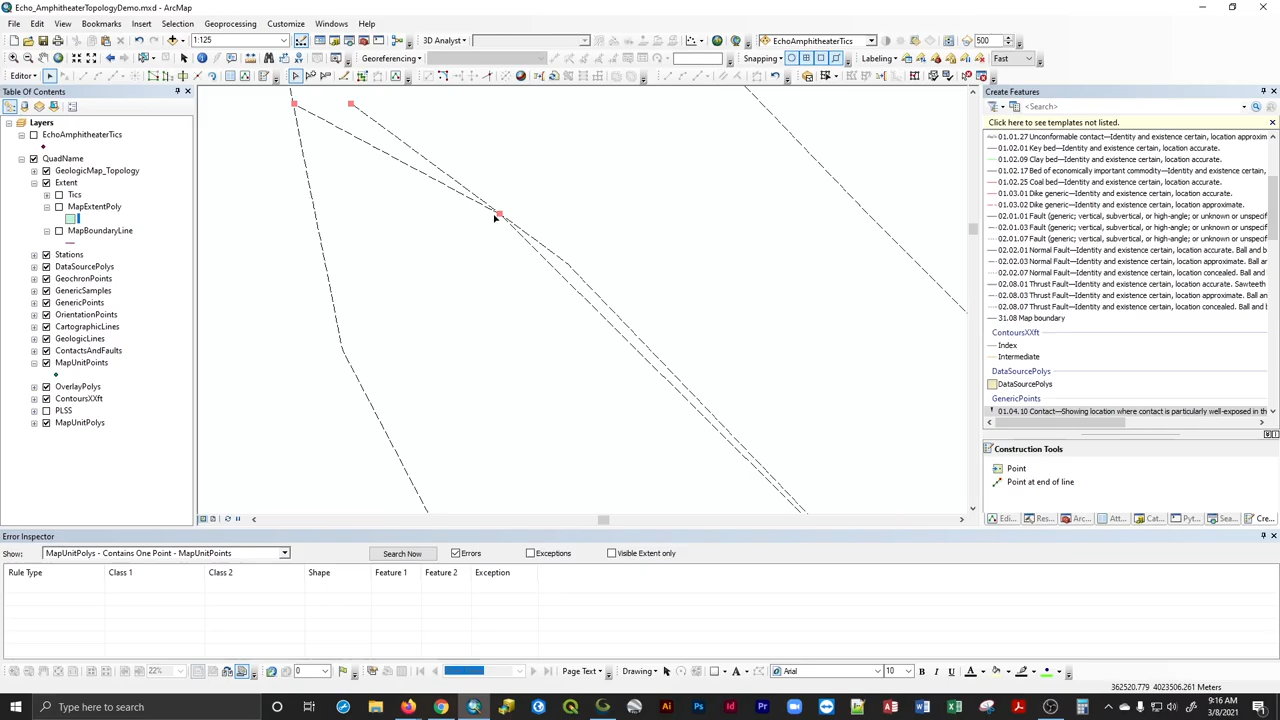 Echo_AmphitheaterTopologyDemo.mxd - ArcMap
File Edit View Bookmarks Insert Selection Geoprocessing Customize Windows Help
1:125
3D Analyst
EchoAmphitheaterTics
500
Georeferencing
Snapping
Labeling
Fast
Editor
Table Of Contents
Layers
EchoAmphitheaterTics
QuadName
GeologicMap_Topology
Extent
Tics
MapExtentPoly
MapBoundaryLine
Stations
DataSourcePolys
GeochronPoints
GenericSamples
GenericPoints
OrientationPoints
CartographicLines
GeologicLines
ContactsAndFaults
MapUnitPoints
OverlayPolys
ContoursXXft
PLSS
MapUnitPolys
Create Features
<Search>
Click here to see templates not listed.
01.01.27 Unconformable contact—Identity and existence certain, location approxim
01.02.01 Key bed—Identity and existence certain, location accurate.
01.02.09 Clay bed—Identity and existence certain, location accurate.
01.02.17 Bed of economically important commodity—Identity and existence certain,
01.02.25 Coal bed—Identity and existence certain, location accurate.
01.03.01 Dike generic—Identity and existence certain, location accurate.
01.03.03 Dike generic—Identity and existence certain, location approximate.
02.01.01 Fault (generic; vertical, subvertical, or high-angle; or unknown or unspecif
02.01.03 Fault (generic; vertical, subvertical, or high-angle; or unknown or unspecif
02.01.07 Fault (generic; vertical, subvertical, or high-angle; or unknown or unspecif
02.02.01 Normal Fault—Identity and existence certain, location accurate. Ball and b
02.02.03 Normal Fault—Identity and existence certain, location approximate. Ball an
02.02.07 Normal Fault—Identity and existence certain, location concealed. Ball and
02.08.01 Thrust Fault—Identity and existence certain, location accurate. Sawteeth
02.08.03 Thrust Fault—Identity and existence certain, location approximate. Ball and
02.08.07 Thrust Fault—Identity and existence certain, location concealed. Ball and
31.08 Map boundary
ContoursXXft
Index
Intermediate
DataSourcePolys
DataSourcePolys
GenericPoints
01.04.10 Contact—Showing location where contact is particularly well-exposed in th
Construction Tools
Point
Point at end of line
Edi... Res... Arc... Att... Cat... Pyt... Sea... Cre...
Error Inspector
Show: MapUnitPolys - Contains One Point - MapUnitPoints Search Now Errors Exceptions Visible Extent only
Rule Type Class 1 Class 2 Shape Feature 1 Feature 2 Exception
22% 0 Page Text Drawing A Arial 10 B I U A
362520.779 4023506.261 Meters
Type here to search
9:16 AM
3/8/2021